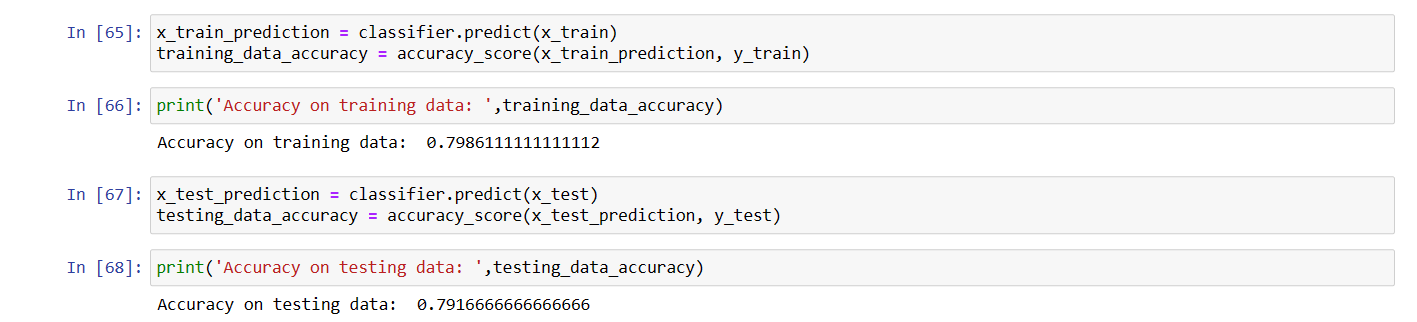 In [65]: x_train_prediction = classifier.predict(x_train)
training_data_accuracy = accuracy_score(x_train_prediction, y_train)
In [66]: print('Accuracy on training data: ',training_data_accuracy)
Accuracy on training data:  0.7986111111111112
In [67]: x_test_prediction = classifier.predict(x_test)
testing_data_accuracy = accuracy_score(x_test_prediction, y_test)
In [68]: print('Accuracy on testing data: ',testing_data_accuracy)
Accuracy on testing data:  0.7916666666666666